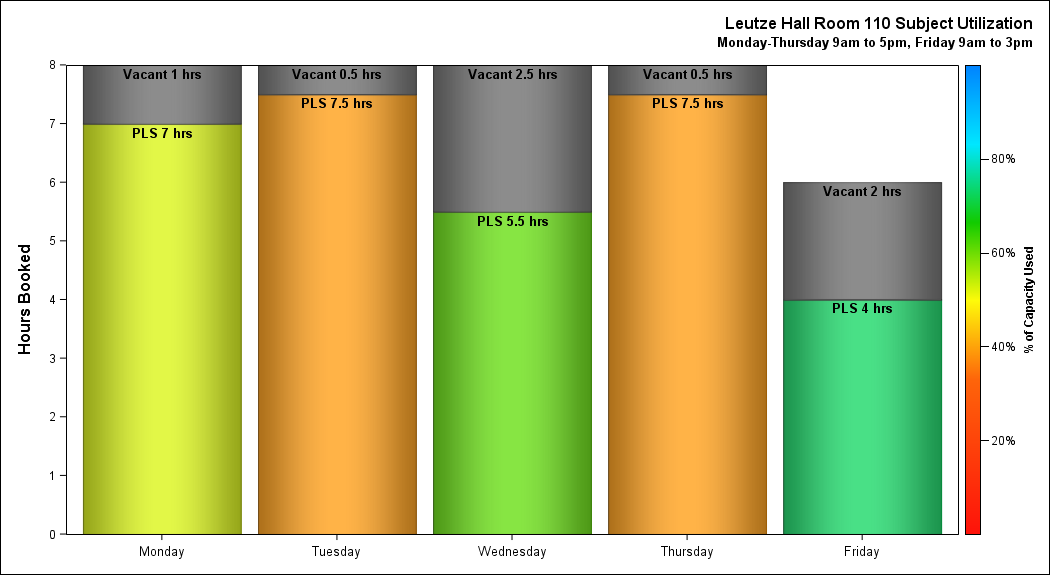 Leutze Hall Room 110 Subject Utilization
Monday-Thursday 9am to 5pm, Friday 9am to 3pm
Hours Booked
8
7
6
5
4
3
2
1
0
Vacant 1 hrs
PLS 7 hrs
Vacant 0.5 hrs
PLS 7.5 hrs
Vacant 2.5 hrs
PLS 5.5 hrs
Vacant 0.5 hrs
PLS 7.5 hrs
Vacant 2 hrs
PLS 4 hrs
Monday
Tuesday
Wednesday
Thursday
Friday
80%
60%
40%
20%
% of Capacity Used